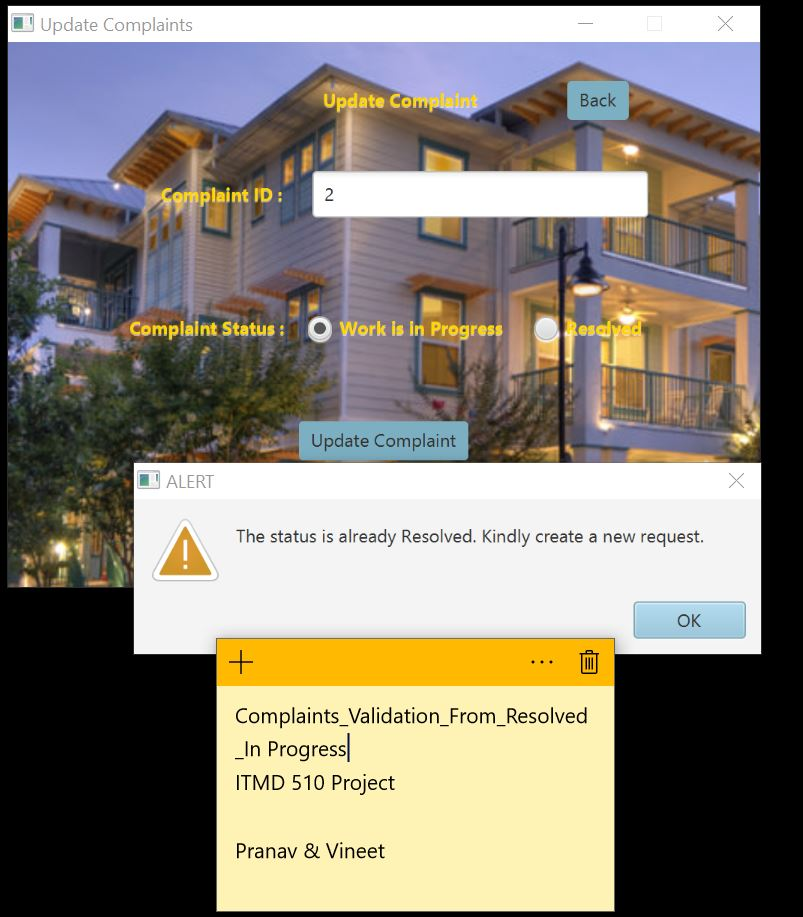 Update Complaints
Update Complaint
Back
Complaint ID :
2
Complaint Status :
Work is in Progress
Resolved
Update Complaint
ALERT
The status is already Resolved. Kindly create a new request.
OK
Complaints_Validation_From_Resolved
_In Progress
ITMD 510 Project
Pranav & Vineet